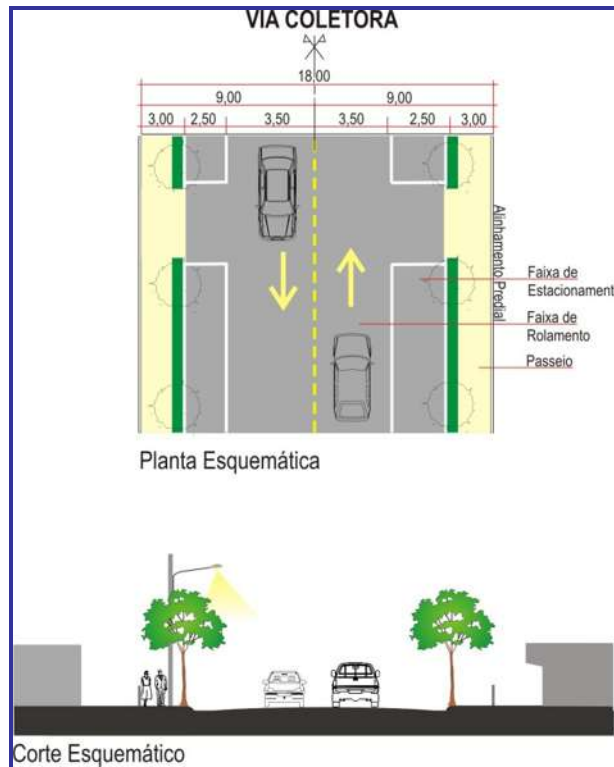 VIA COLETORA
18,00
9,00 9,00
3,00 2,50 3,50 3,50 2,50 3,00
Alinhamento Predial
Faixa de
Estacionament
Faixa de
Rolamento
Passeio
Planta Esquemática
Corte Esquemático